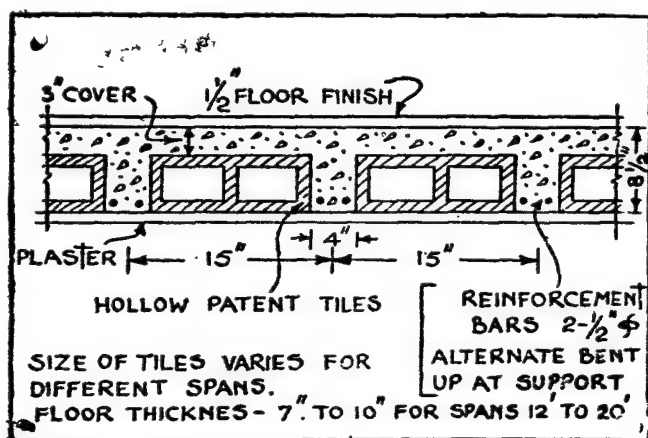 3" COVER
1½" FLOOR FINISH
8½"
4"
PLASTER
15"
15"
HOLLOW PATENT TILES
REINFORCEMENT
BARS 2-½" φ
ALTERNATE BENT
UP AT SUPPORT
SIZE OF TILES VARIES FOR
DIFFERENT SPANS.
FLOOR THICKNES - 7". TO 10" FOR SPANS 12' TO 20'